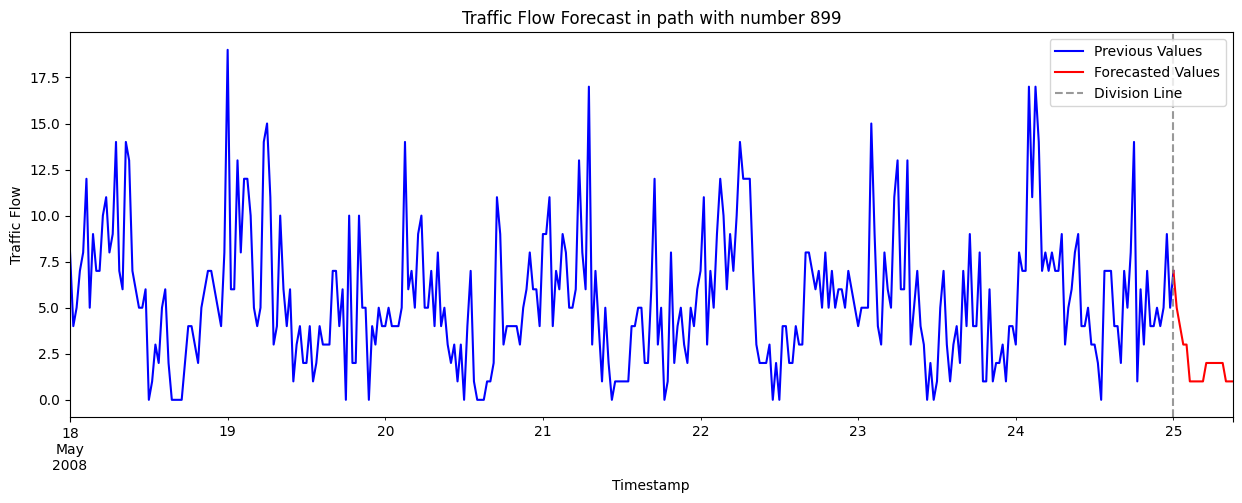 Traffic Flow Forecast in path with number 899
Previous Values
Forecasted Values
Division Line
Traffic Flow
17.5
15.0
12.5
10.0
7.5
5.0
2.5
0.0
18 19 20 21 22 23 24 25
May
2008
Timestamp